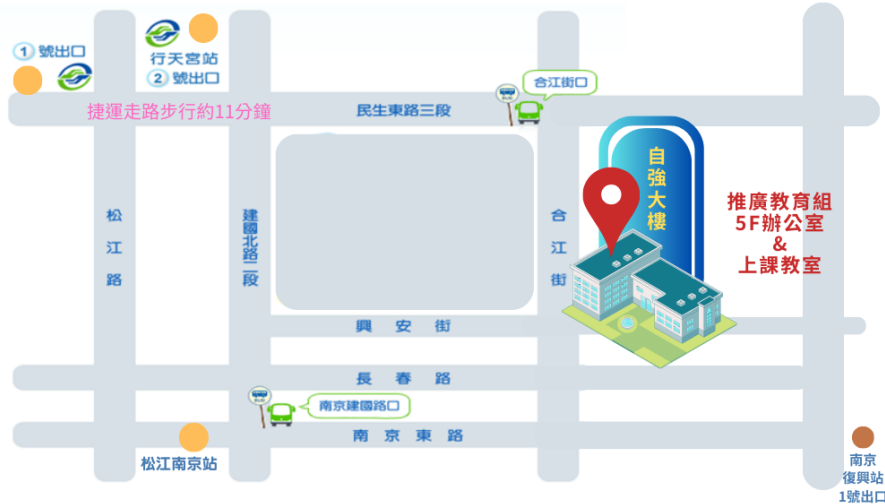 1 號出口
行天宮站
2 號出口
捷運走路步行約11分鐘
民生東路三段
合江街口
自強大樓
推廣教育組
5F辦公室
&
上課教室
松江路
建國北路二段
合江街
興安街
長春路
南京建國路口
南京東路
松江南京站
南京
復興站
1號出口